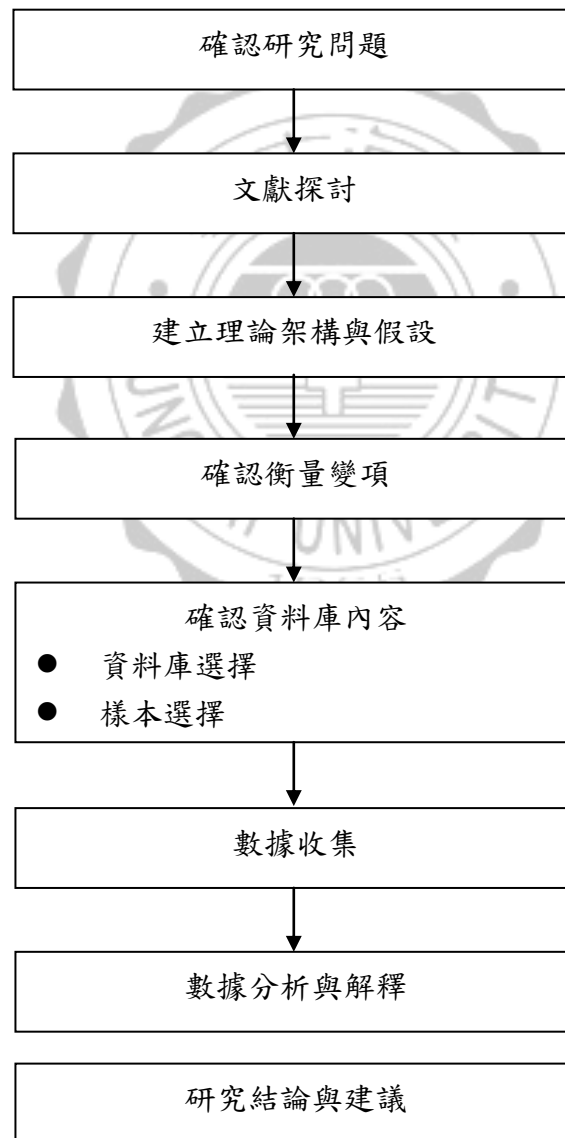 確認研究問題
文獻探討
建立理論架構與假設
確認衡量變項
確認資料庫內容
● 資料庫選擇
● 樣本選擇
數據收集
數據分析與解釋
研究結論與建議